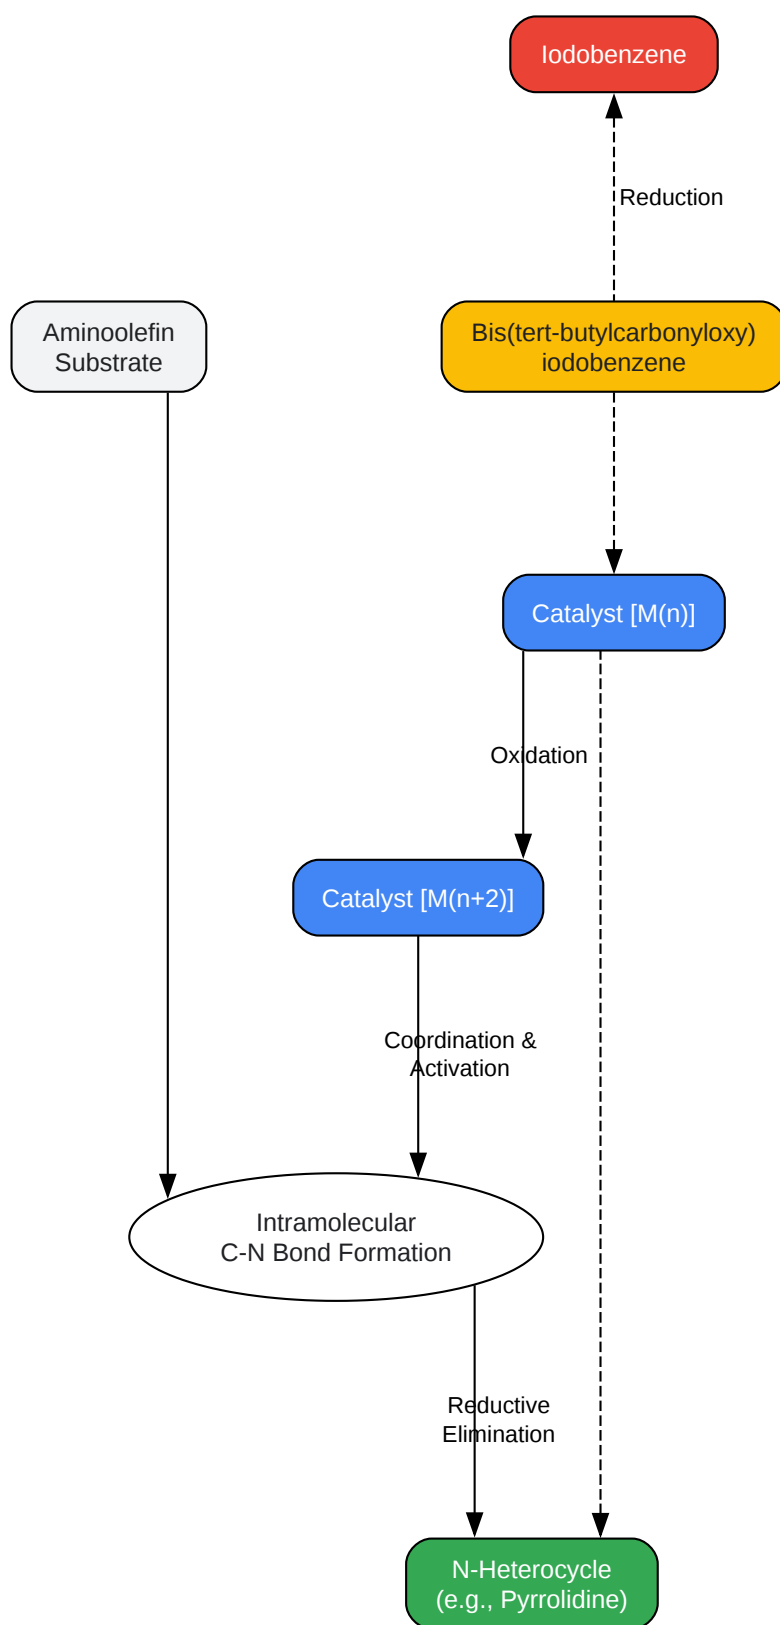 Iodobenzene
Reduction
Aminoolefin
Substrate
Bis(tert-butylcarbonyloxy)
iodobenzene
Catalyst [M(n)]
Oxidation
Catalyst [M(n+2)]
Coordination &
Activation
Intramolecular
C-N Bond Formation
Reductive
Elimination
N-Heterocycle
(e.g., Pyrrolidine)